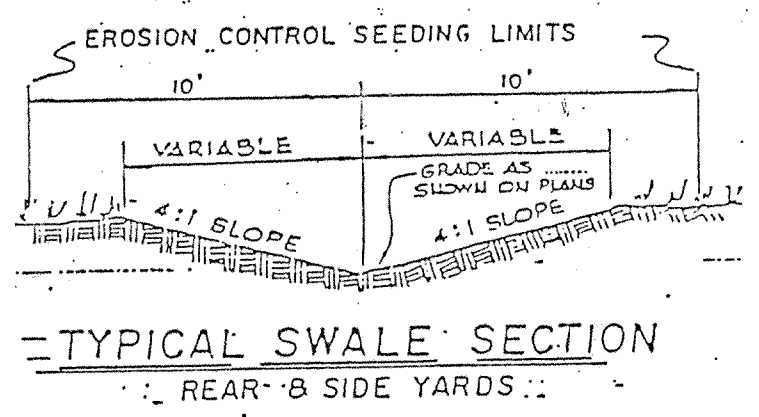 EROSION CONTROL SEEDING LIMITS
10' 10'
VARIABLE VARIABLE
GRADE AS
SHOWN ON PLANS
4:1 SLOPE 4:1 SLOPE
TYPICAL SWALE SECTION
REAR & SIDE YARDS